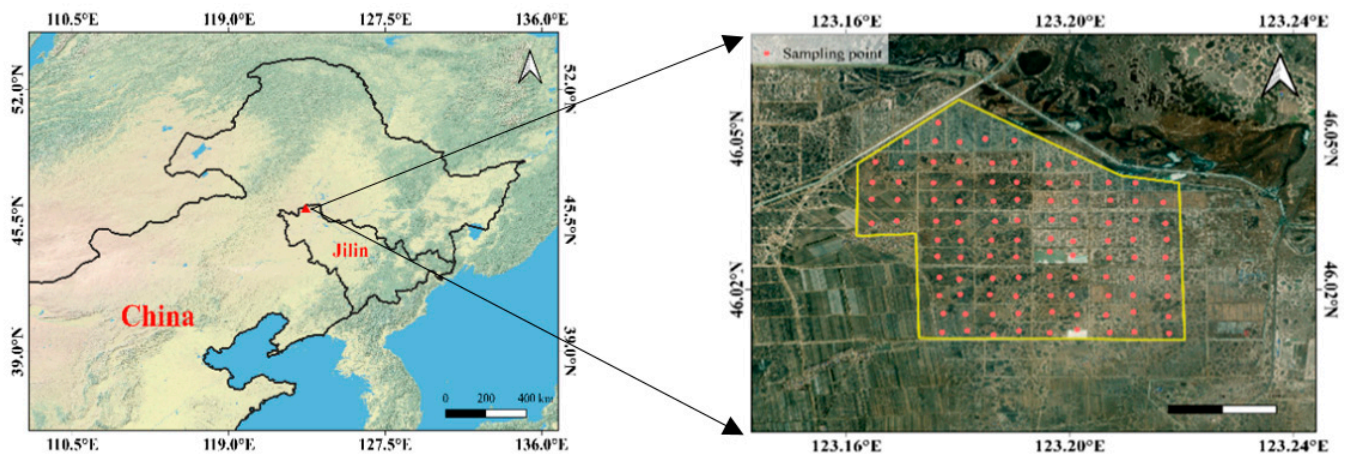 110.5°E 119.0°E 127.5°E 136.0°E
52.0°N 52.0°N
45.5°N 45.5°N
39.0°N 39.0°N
Jilin
China
0 200 400 km
110.5°E 119.0°E 127.5°E 136.0°E
123.16°E 123.20°E 123.24°E
Sampling point
46.05°N 46.05°N
46.02°N 46.02°N
123.16°E 123.20°E 123.24°E